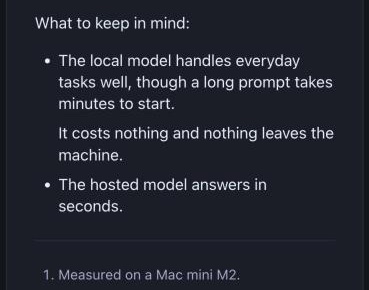 What to keep in mind:
• The local model handles everyday
tasks well, though a long prompt takes
minutes to start.
It costs nothing and nothing leaves the
machine.
• The hosted model answers in
seconds.
1. Measured on a Mac mini M2.